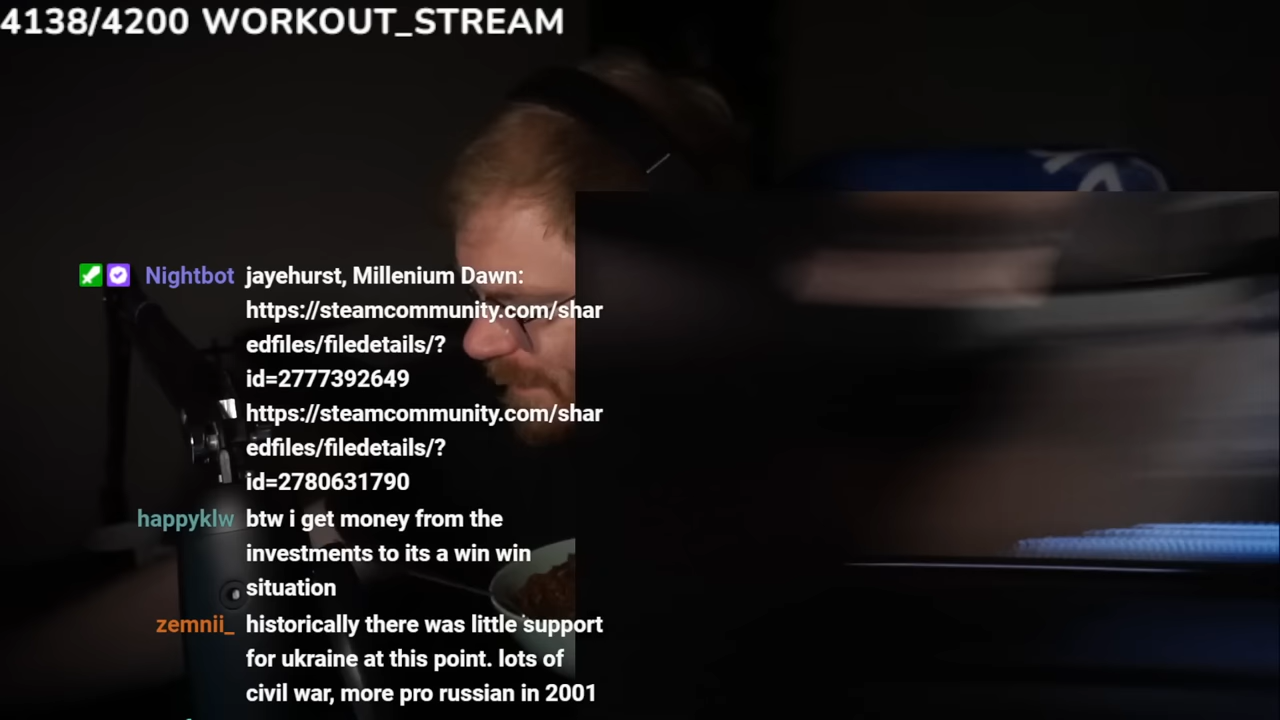 4138/4200 WORKOUT_STREAM
Nightbot jayehurst, Millenium Dawn:
https://steamcommunity.com/shar
edfiles/filedetails/?
id=2777392649
https://steamcommunity.com/shar
edfiles/filedetails/?
id=2780631790
happyklw btw i get money from the
investments to its a win win
situation
zemnii_ historically there was little support
for ukraine at this point. lots of
civil war, more pro russian in 2001